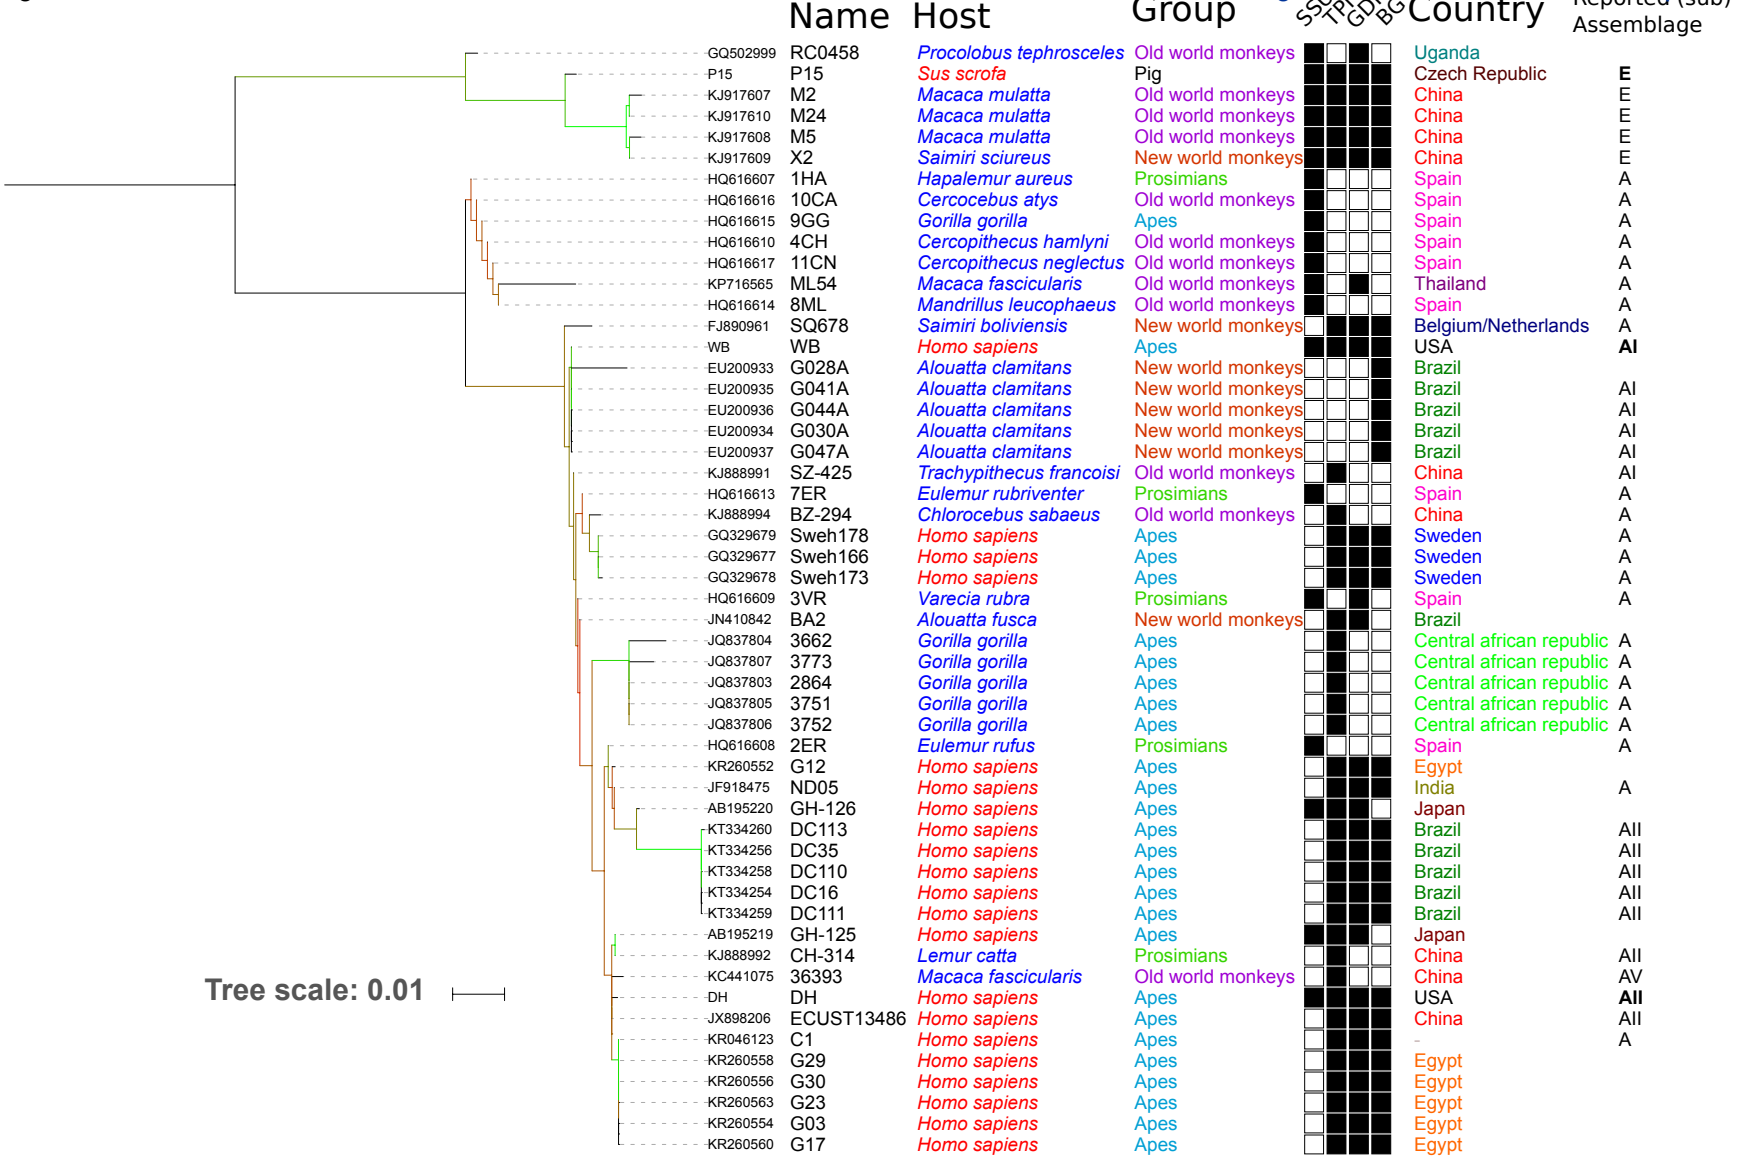 Name Host Group Country
Assemblage
GQ502999 RC0458 Procolobus tephrosceles Old world monkeys Uganda
P15 P15 Sus scrofa Pig Czech Republic E
KJ917607 M2 Macaca mulatta Old world monkeys China E
KJ917610 M24 Macaca mulatta Old world monkeys China E
KJ917608 M5 Macaca mulatta Old world monkeys China E
KJ917609 X2 Saimiri sciureus New world monkeys China E
HQ616607 1HA Hapalemur aureus Prosimians Spain A
HQ616616 10CA Cercocebus atys Old world monkeys Spain A
HQ616615 9GG Gorilla gorilla Apes Spain A
HQ616610 4CH Cercopithecus hamlyni Old world monkeys Spain A
HQ616617 11CN Cercopithecus neglectus Old world monkeys Spain A
KP716565 ML54 Macaca fascicularis Old world monkeys Thailand A
HQ616614 8ML Mandrillus leucophaeus Old world monkeys Spain A
FJ890961 SQ678 Saimiri boliviensis New world monkeys Belgium/Netherlands A
WB WB Homo sapiens Apes USA AI
EU200933 G028A Alouatta clamitans New world monkeys Brazil
EU200935 G041A Alouatta clamitans New world monkeys Brazil AI
EU200936 G044A Alouatta clamitans New world monkeys Brazil AI
EU200934 G030A Alouatta clamitans New world monkeys Brazil AI
EU200937 G047A Alouatta clamitans New world monkeys Brazil AI
KJ888991 SZ-425 Trachypithecus francoisi Old world monkeys China AI
HQ616613 7ER Eulemur rubriventer Prosimians Spain A
KJ888994 BZ-294 Chlorocebus sabaeus Old world monkeys China A
GQ329679 Sweh178 Homo sapiens Apes Sweden A
GQ329677 Sweh166 Homo sapiens Apes Sweden A
GQ329678 Sweh173 Homo sapiens Apes Sweden A
HQ616609 3VR Varecia rubra Prosimians Spain A
JN410842 BA2 Alouatta fusca New world monkeys Brazil
JQ837804 3662 Gorilla gorilla Apes Central african republic A
JQ837807 3773 Gorilla gorilla Apes Central african republic A
JQ837803 2864 Gorilla gorilla Apes Central african republic A
JQ837805 3751 Gorilla gorilla Apes Central african republic A
JQ837806 3752 Gorilla gorilla Apes Central african republic A
HQ616608 2ER Eulemur rufus Prosimians Spain A
KR260552 G12 Homo sapiens Apes Egypt
JF918475 ND05 Homo sapiens Apes India A
AB195220 GH-126 Homo sapiens Apes Japan
KT334260 DC113 Homo sapiens Apes Brazil AII
KT334256 DC35 Homo sapiens Apes Brazil AII
KT334258 DC110 Homo sapiens Apes Brazil AII
KT334254 DC16 Homo sapiens Apes Brazil AII
KT334259 DC111 Homo sapiens Apes Brazil AII
AB195219 GH-125 Homo sapiens Apes Japan
KJ888992 CH-314 Lemur catta Prosimians China AII
KC441075 36393 Macaca fascicularis Old world monkeys China AV
Tree scale: 0.01
DH DH Homo sapiens Apes USA AII
JX898206 ECUST13486 Homo sapiens Apes China AII
KR046123 C1 Homo sapiens Apes - A
KR260558 G29 Homo sapiens Apes Egypt
KR260556 G30 Homo sapiens Apes Egypt
KR260563 G23 Homo sapiens Apes Egypt
KR260554 G03 Homo sapiens Apes Egypt
KR260560 G17 Homo sapiens Apes Egypt